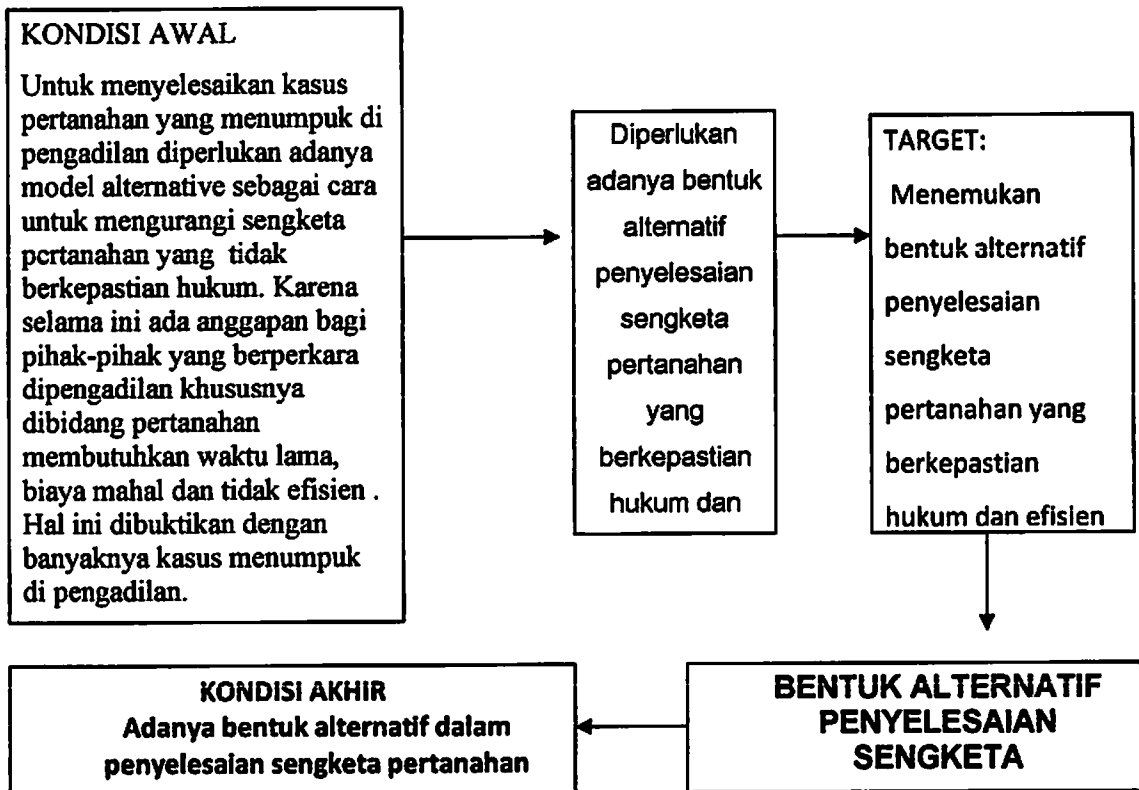 KONDISI AWAL
Untuk menyelesaikan kasus
pertanahan yang menumpuk di
pengadilan diperlukan adanya
model alternative sebagai cara
untuk mengurangi sengketa
pertanahan yang tidak
berkepastian hukum. Karena
selama ini ada anggapan bagi
pihak-pihak yang berperkara
dipengadilan khususnya
dibidang pertanahan
membutuhkan waktu lama,
biaya mahal dan tidak efisien .
Hal ini dibuktikan dengan
banyaknya kasus menumpuk
di pengadilan.
Diperlukan
adanya bentuk
alternatif
penyelesaian
sengketa
pertanahan
yang
berkepastian
hukum dan
TARGET:
Menemukan
bentuk alternatif
penyelesaian
sengketa
pertanahan yang
berkepastian
hukum dan efisien
BENTUK ALTERNATIF
PENYELESAIAN
SENGKETA
KONDISI AKHIR
Adanya bentuk alternatif dalam
penyelesaian sengketa pertanahan